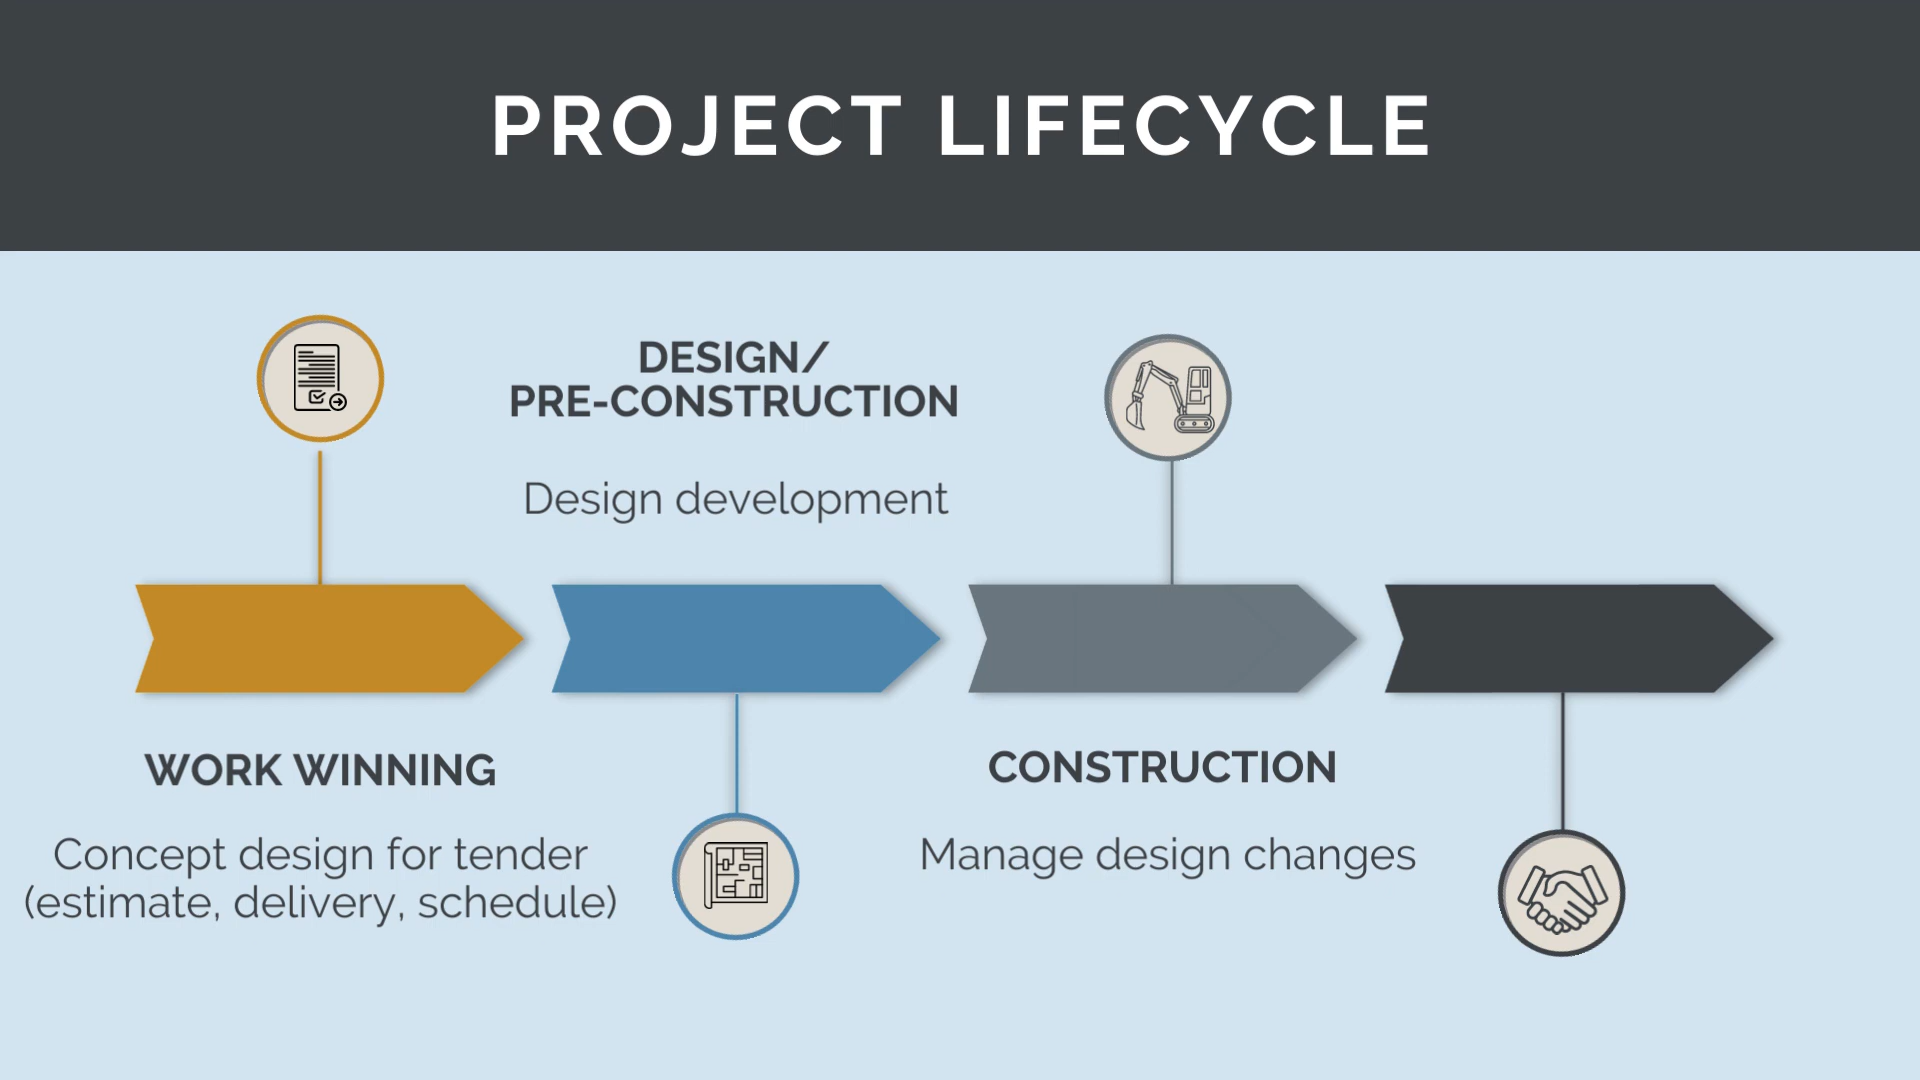 PROJECT LIFECYCLE
DESIGN/
PRE-CONSTRUCTION
Design development
WORK WINNING
Concept design for tender
(estimate, delivery, schedule)
CONSTRUCTION
Manage design changes